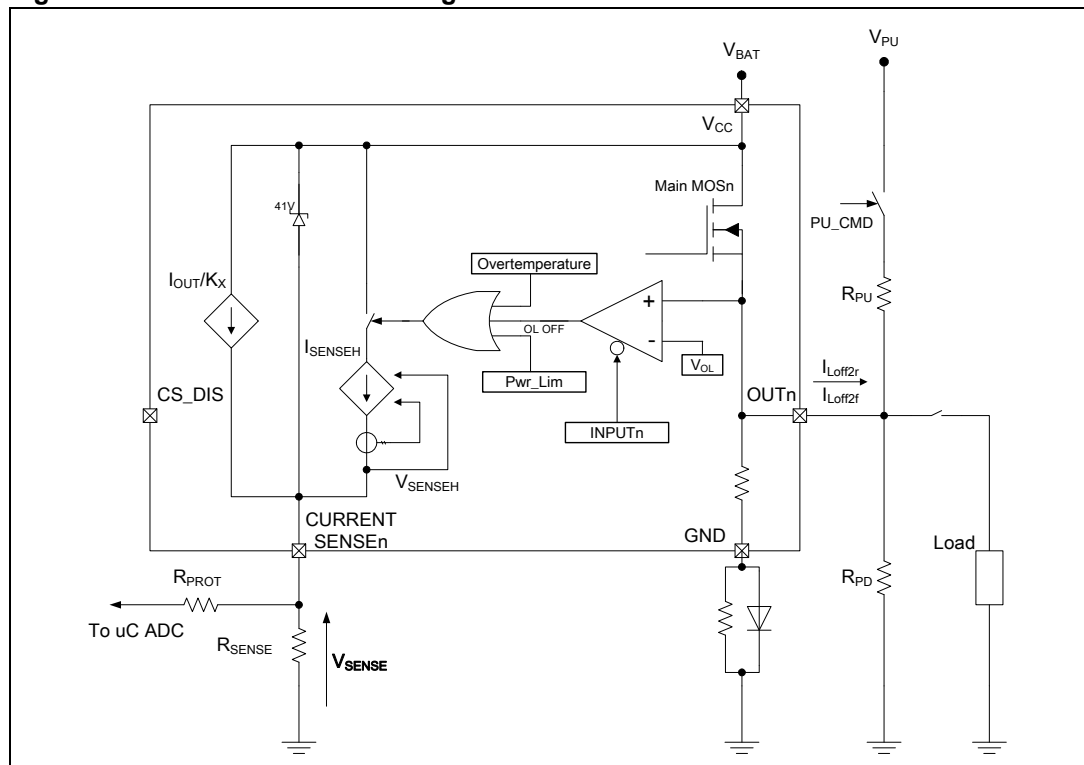 V_BAT
V_PU
V_CC
Main MOSn
41V
PU_CMD
Overtemperature
I_OUT/K_X
R_PU
+
OL OFF
-
I_SENSEH
V_OL
Pwr_Lim
I_Loff2r
I_Loff2f
CS_DIS
OUTn
INPUTn
V_SENSEH
CURRENT
SENSEn
GND
Load
R_PROT
R_PD
To uC ADC
R_SENSE
V_SENSE